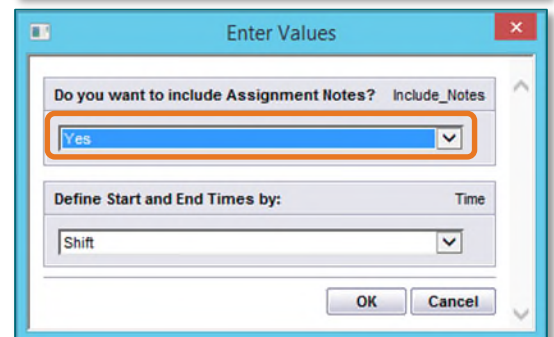 Enter Values
Do you want to include Assignment Notes? Include_Notes
Yes
Define Start and End Times by: Time
Shift
OK Cancel